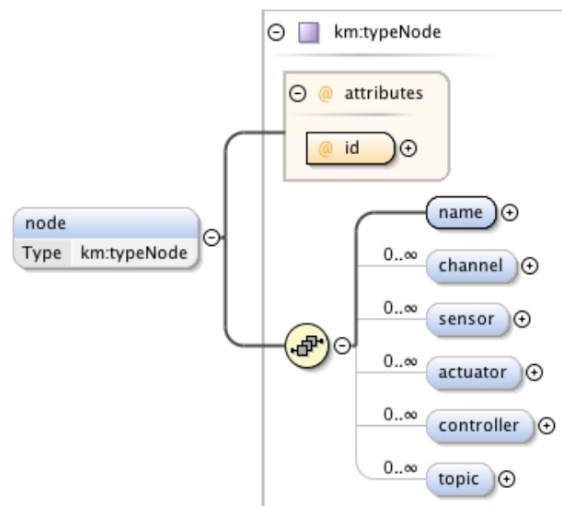 km:typeNode
@ attributes
@ id
node
Type km:typeNode
name
0..∞
channel
0..∞
sensor
0..∞
actuator
0..∞
controller
0..∞
topic